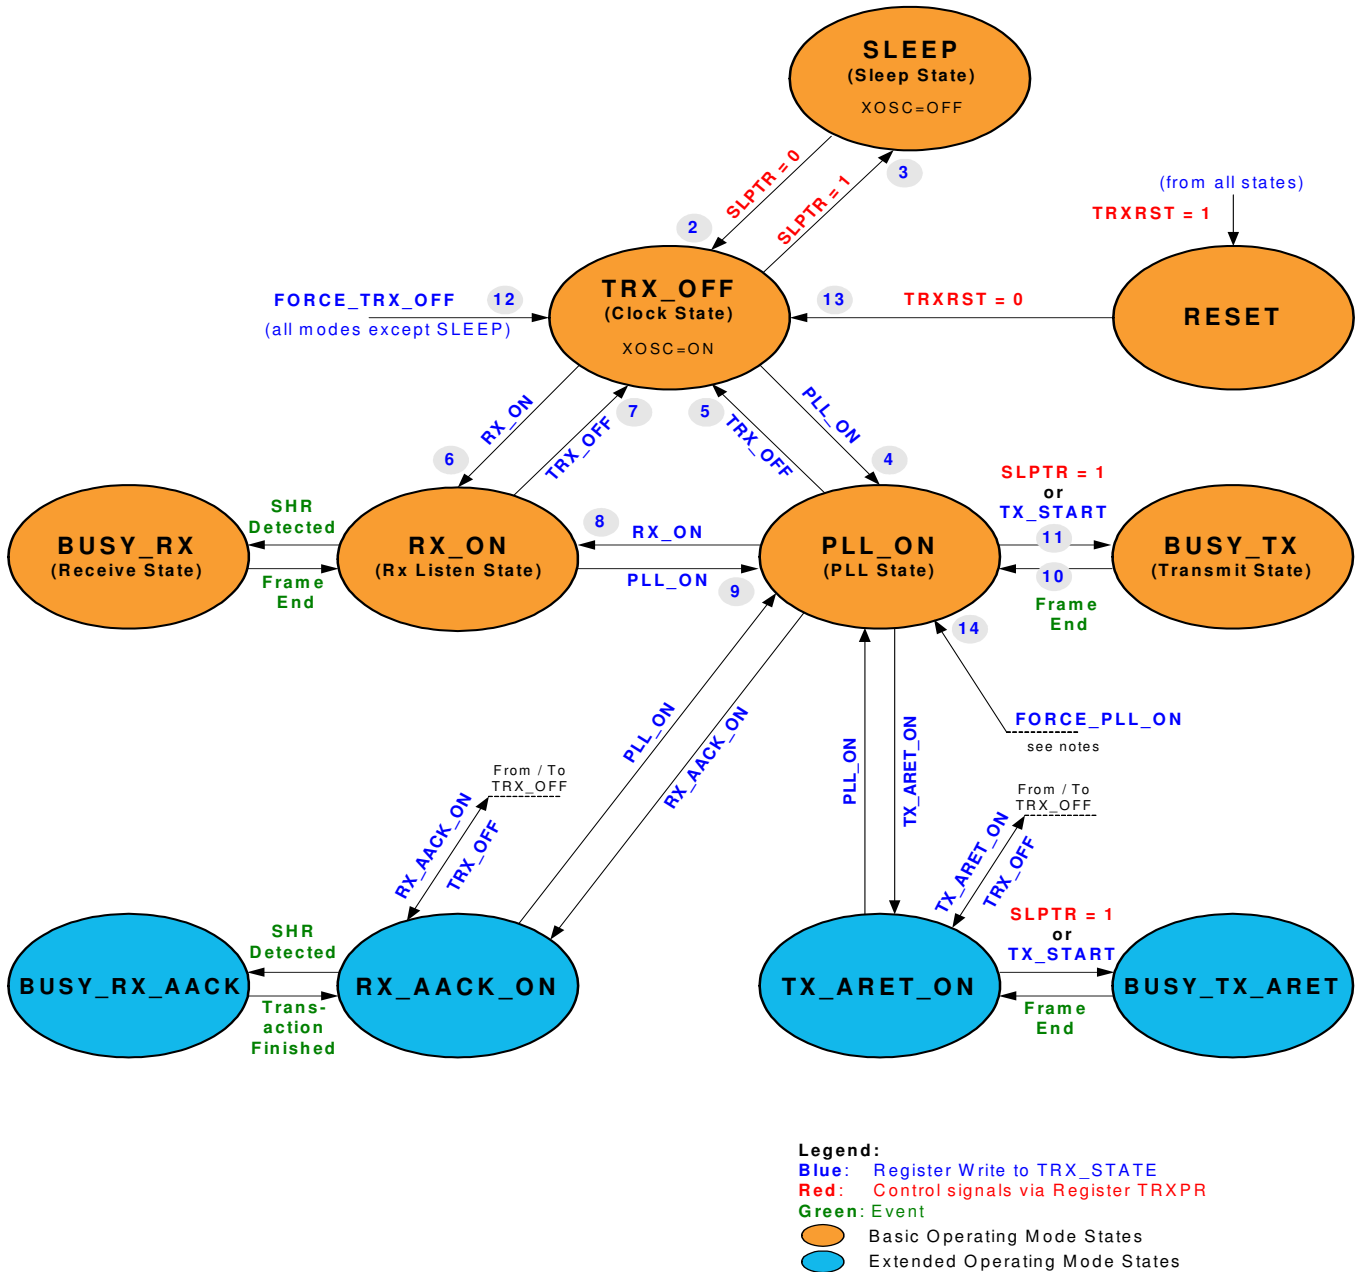 SLEEP
(Sleep State)
XOSC=OFF
SLPTR = 0
SLPTR = 1
3
2
(from all states)
TRXRST = 1
FORCE_TRX_OFF
12
(all modes except SLEEP)
TRX_OFF
(Clock State)
XOSC=ON
13
TRXRST = 0
RESET
RX_ON
7
TRX_OFF
6
5
TRX_OFF
PLL_ON
4
SHR
Detected
BUSY_RX
(Receive State)
Frame
End
RX_ON
(Rx Listen State)
8
RX_ON
PLL_ON
9
PLL_ON
(PLL State)
SLPTR = 1
or
TX_START
11
10
Frame
End
BUSY_TX
(Transmit State)
14
FORCE_PLL_ON
see notes
PLL_ON
RX_AACK_ON
PLL_ON
TX_ARET_ON
From / To
TRX_OFF
RX_AACK_ON
TRX_OFF
From / To
TRX_OFF
TX_ARET_ON
TRX_OFF
SHR
Detected
BUSY_RX_AACK
Trans-
action
Finished
RX_AACK_ON
TX_ARET_ON
SLPTR = 1
or
TX_START
Frame
End
BUSY_TX_ARET
Legend:
Blue: Register Write to TRX_STATE
Red: Control signals via Register TRXPR
Green: Event
Basic Operating Mode States
Extended Operating Mode States